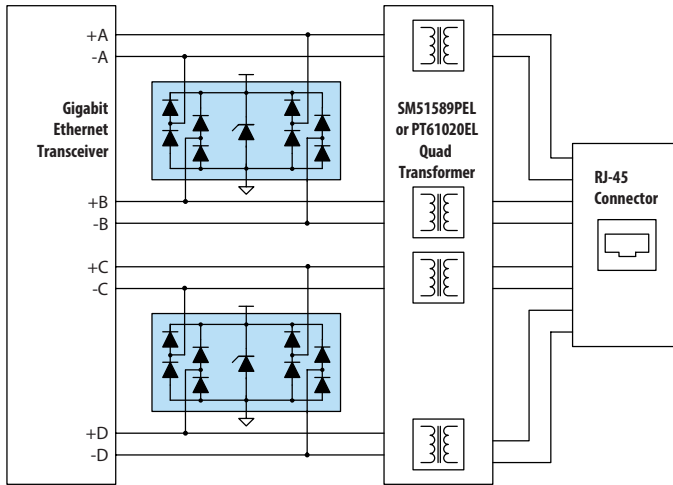 +A
-A
Gigabit
Ethernet
Transceiver
+B
-B
+C
-C
+D
-D
SM51589PEL
or PT61020EL
Quad
Transformer
RJ-45
Connector